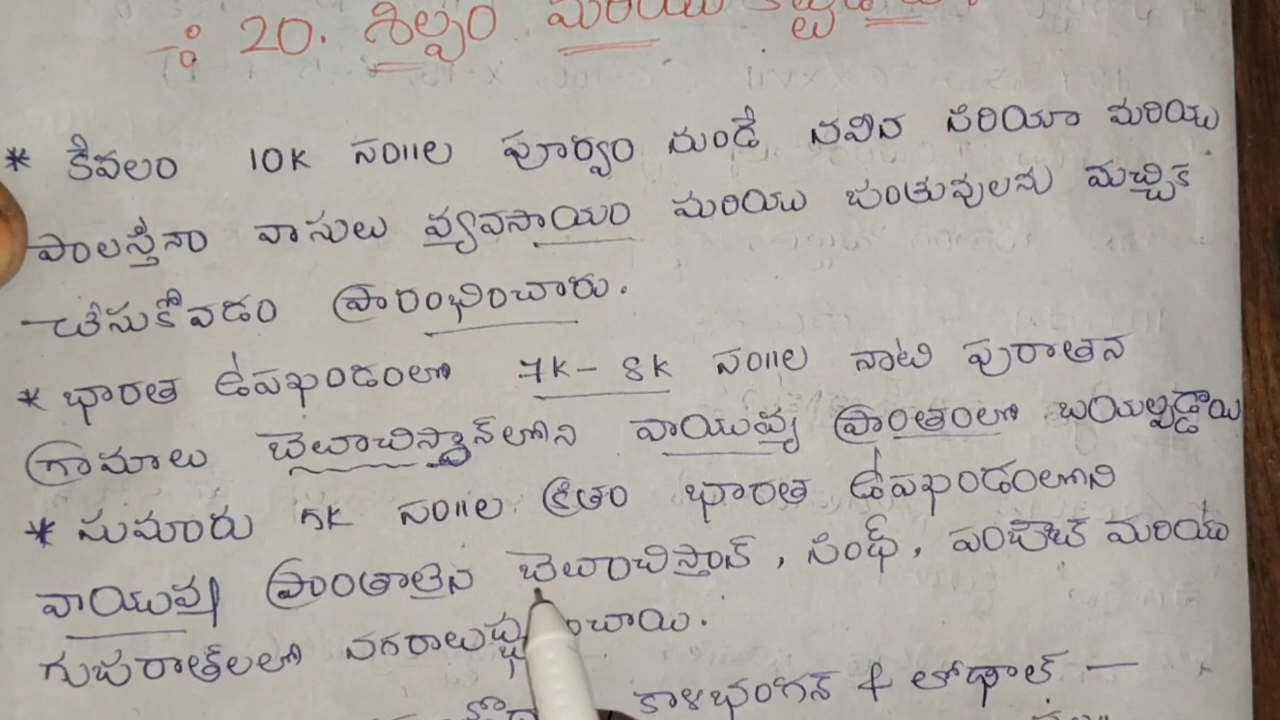 20. శిల్పం మరియు
* కేవలం 10K సం॥ల పూర్వం నుండే నవీన సిరియా మరియు
పాలస్తీనా వాసులు వ్యవసాయం మరియు జంతువులను మచ్చిక
చేసుకోవడం ప్రారంభించారు.
* భారత ఉపఖండంలో 7K - 8K సం॥ల నాటి పురాతన
గ్రామాలు బెలూచిస్తాన్‌లోని వాయువ్య ప్రాంతంలో బయల్పడ్డాయి
* సుమారు 5K సం॥ల క్రితం భారత ఉపఖండంలోని
వాయువ్య ప్రాంతాలైన బెలూచిస్తాన్, సింధ్, పంజాబ్ మరియు
గుజరాత్‌లలో నగరాలు
కాళీభంగన్ & లోథాల్ —